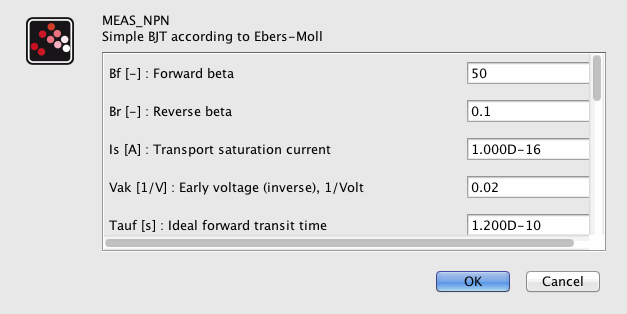 MEAS_NPN
Simple BJT according to Ebers-Moll
Bf [-] : Forward beta 50
Br [-] : Reverse beta 0.1
Is [A] : Transport saturation current 1.000D-16
Vak [1/V] : Early voltage (inverse), 1/Volt 0.02
Tauf [s] : Ideal forward transit time 1.200D-10
OK Cancel